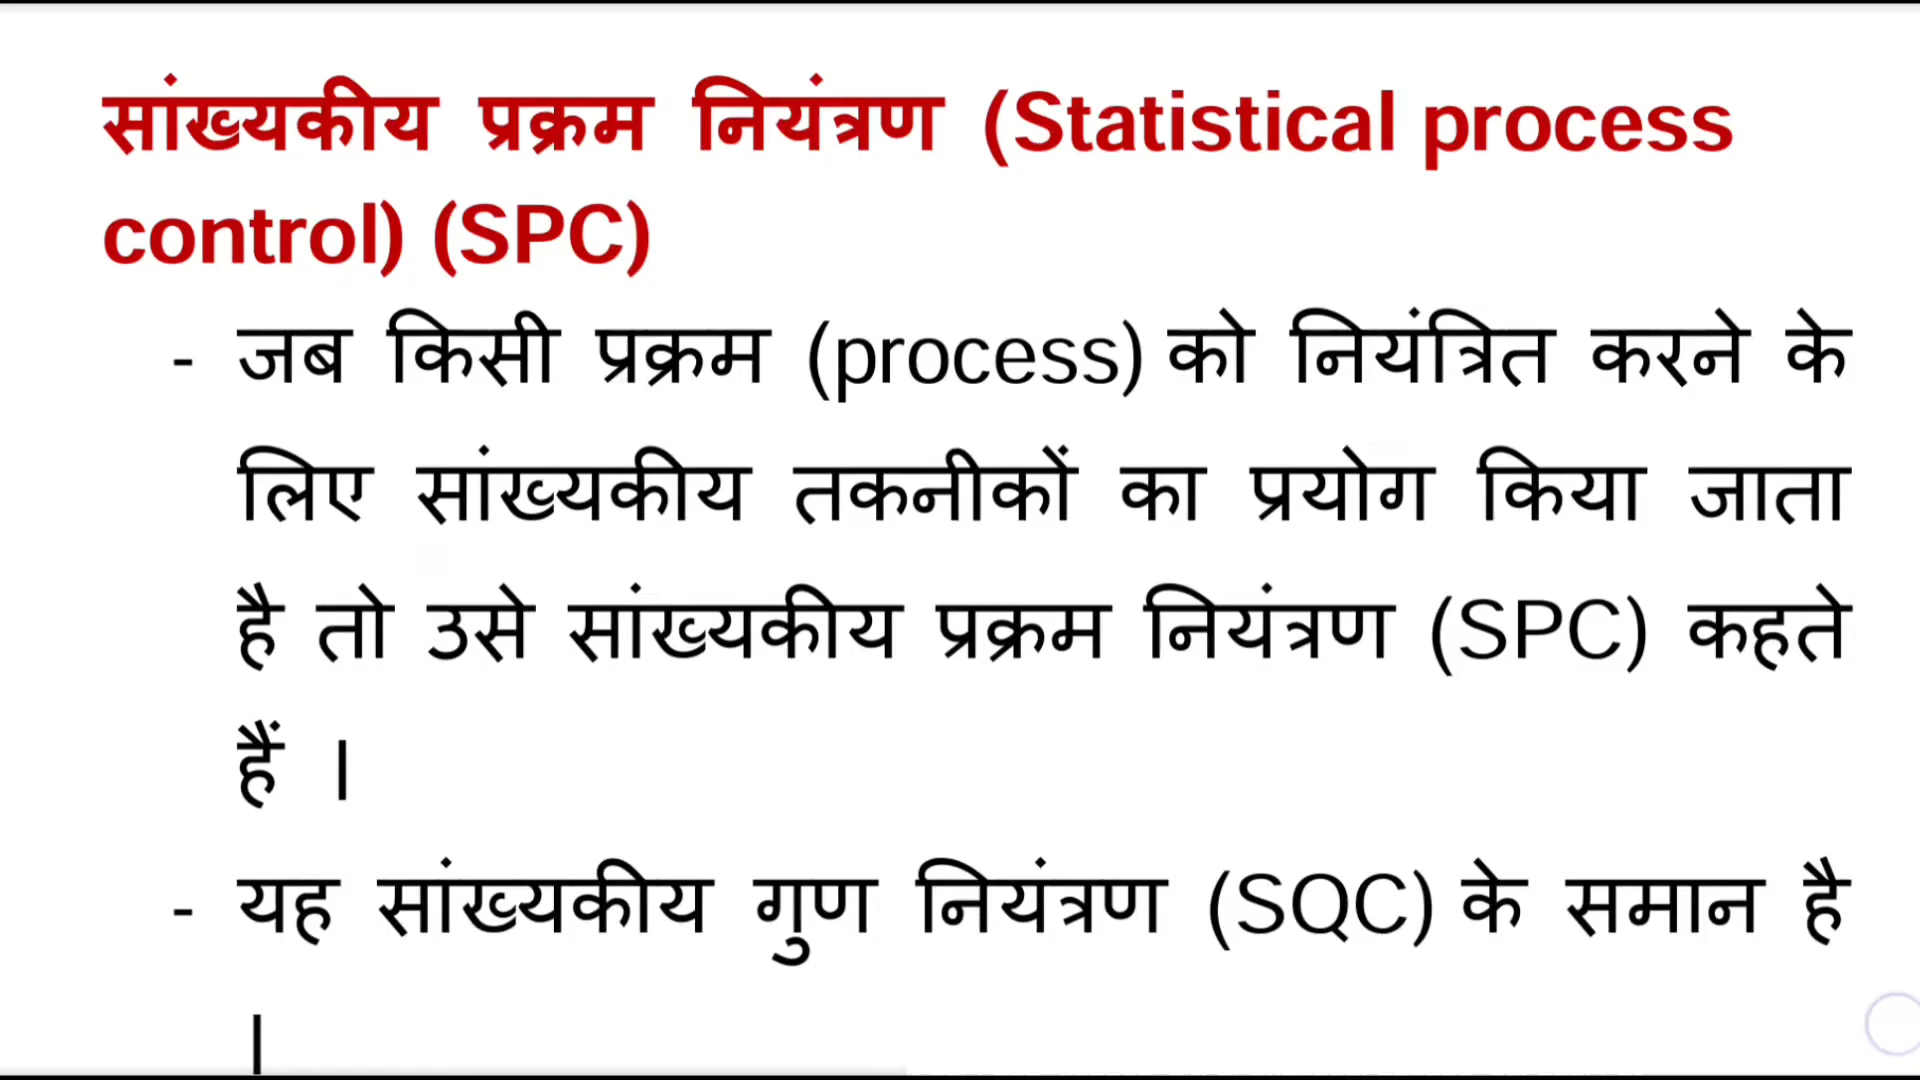 सांख्यकीय प्रक्रम नियंत्रण (Statistical process
control) (SPC)
- जब किसी प्रक्रम (process) को नियंत्रित करने के
लिए सांख्यकीय तकनीकों का प्रयोग किया जाता
है तो उसे सांख्यकीय प्रक्रम नियंत्रण (SPC) कहते
हैं ।
- यह सांख्यकीय गुण नियंत्रण (SQC) के समान है
।